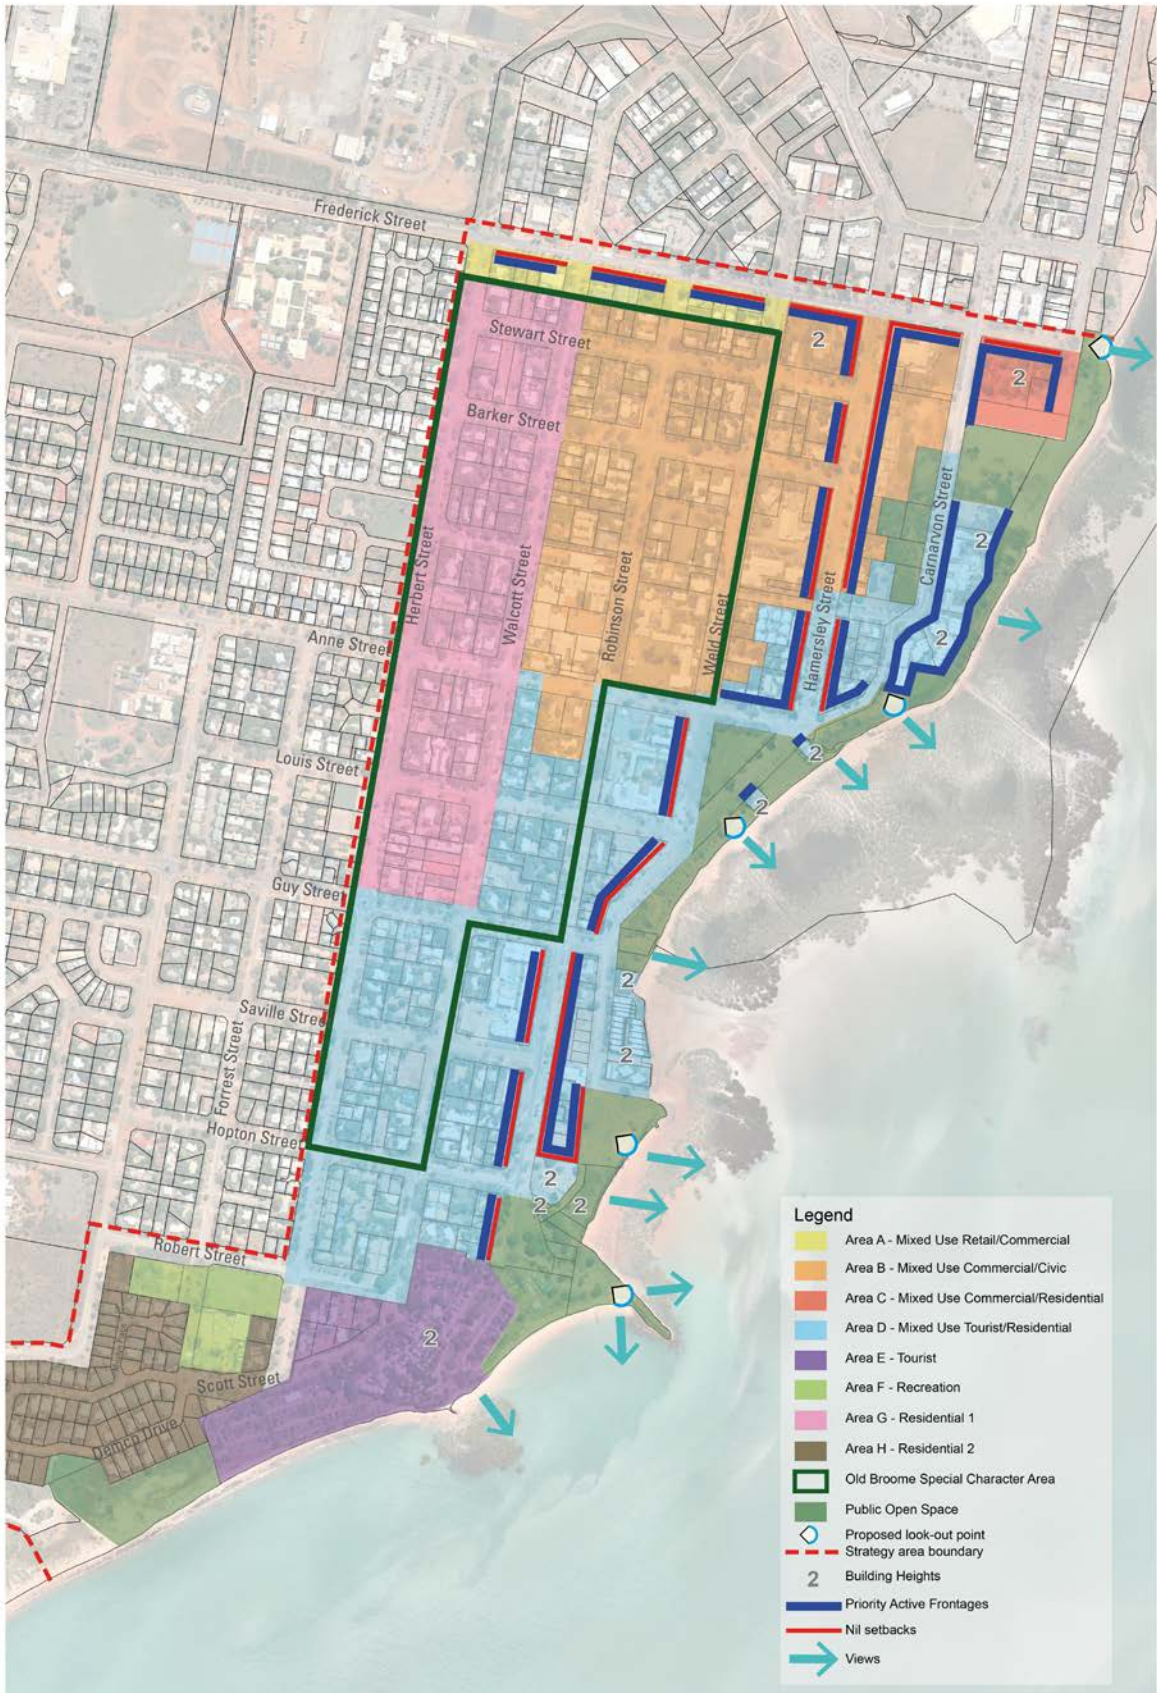 Frederick Street
Stewart Street
2
2
Barker Street
Carnarvon Street
2
Herbert Street
Walcott Street
Robinson Street
Weld Street
Hamersley Street
Anne Street
2
2
Louis Street
2
Guy Street
2
Saville Stree
Forrest Street
2
Hopton Street
2
2
2
Robert Street
2
Scott Street
Demco Drive
Legend
Area A - Mixed Use Retail/Commercial
Area B - Mixed Use Commercial/Civic
Area C - Mixed Use Commercial/Residential
Area D - Mixed Use Tourist/Residential
Area E - Tourist
Area F - Recreation
Area G - Residential 1
Area H - Residential 2
Old Broome Special Character Area
Public Open Space
Proposed look-out point
Strategy area boundary
2 Building Heights
Priority Active Frontages
Nil setbacks
Views